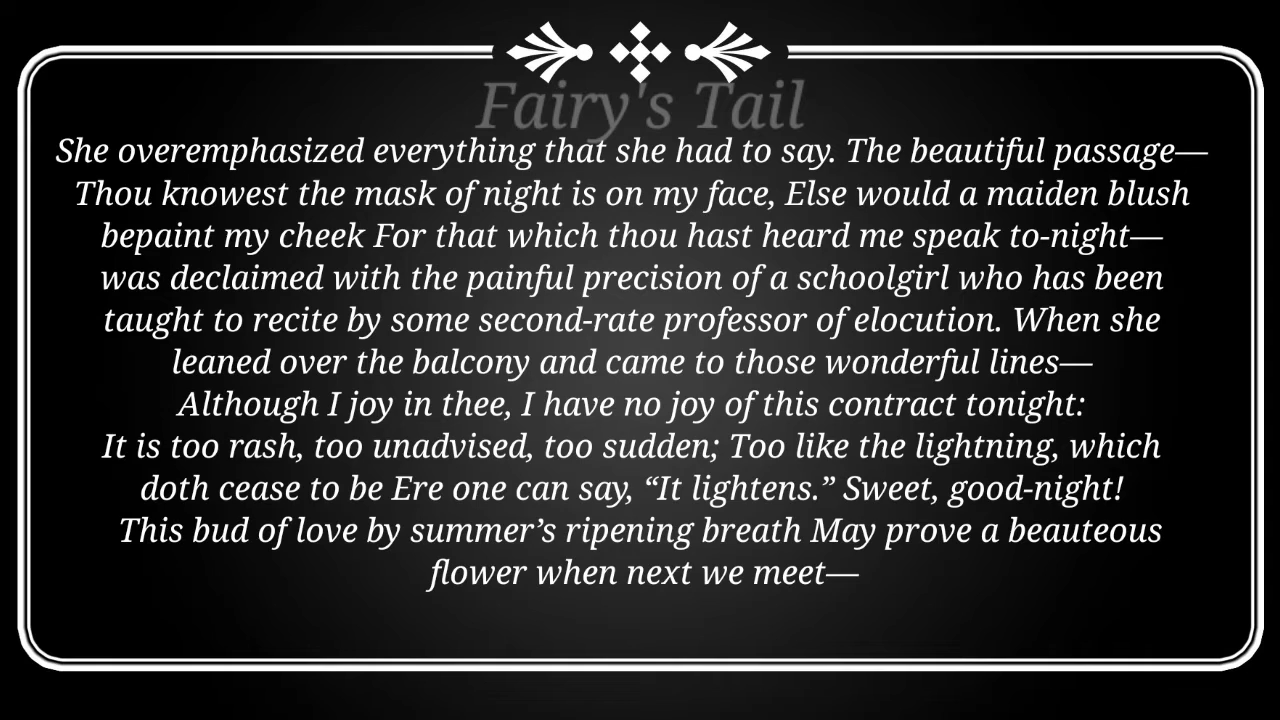 Fairy's Tail
She overemphasized everything that she had to say. The beautiful passage—
Thou knowest the mask of night is on my face, Else would a maiden blush
bepaint my cheek For that which thou hast heard me speak to-night—
was declaimed with the painful precision of a schoolgirl who has been
taught to recite by some second-rate professor of elocution. When she
leaned over the balcony and came to those wonderful lines—
Although I joy in thee, I have no joy of this contract tonight:
It is too rash, too unadvised, too sudden; Too like the lightning, which
doth cease to be Ere one can say, “It lightens.” Sweet, good-night!
This bud of love by summer’s ripening breath May prove a beauteous
flower when next we meet—